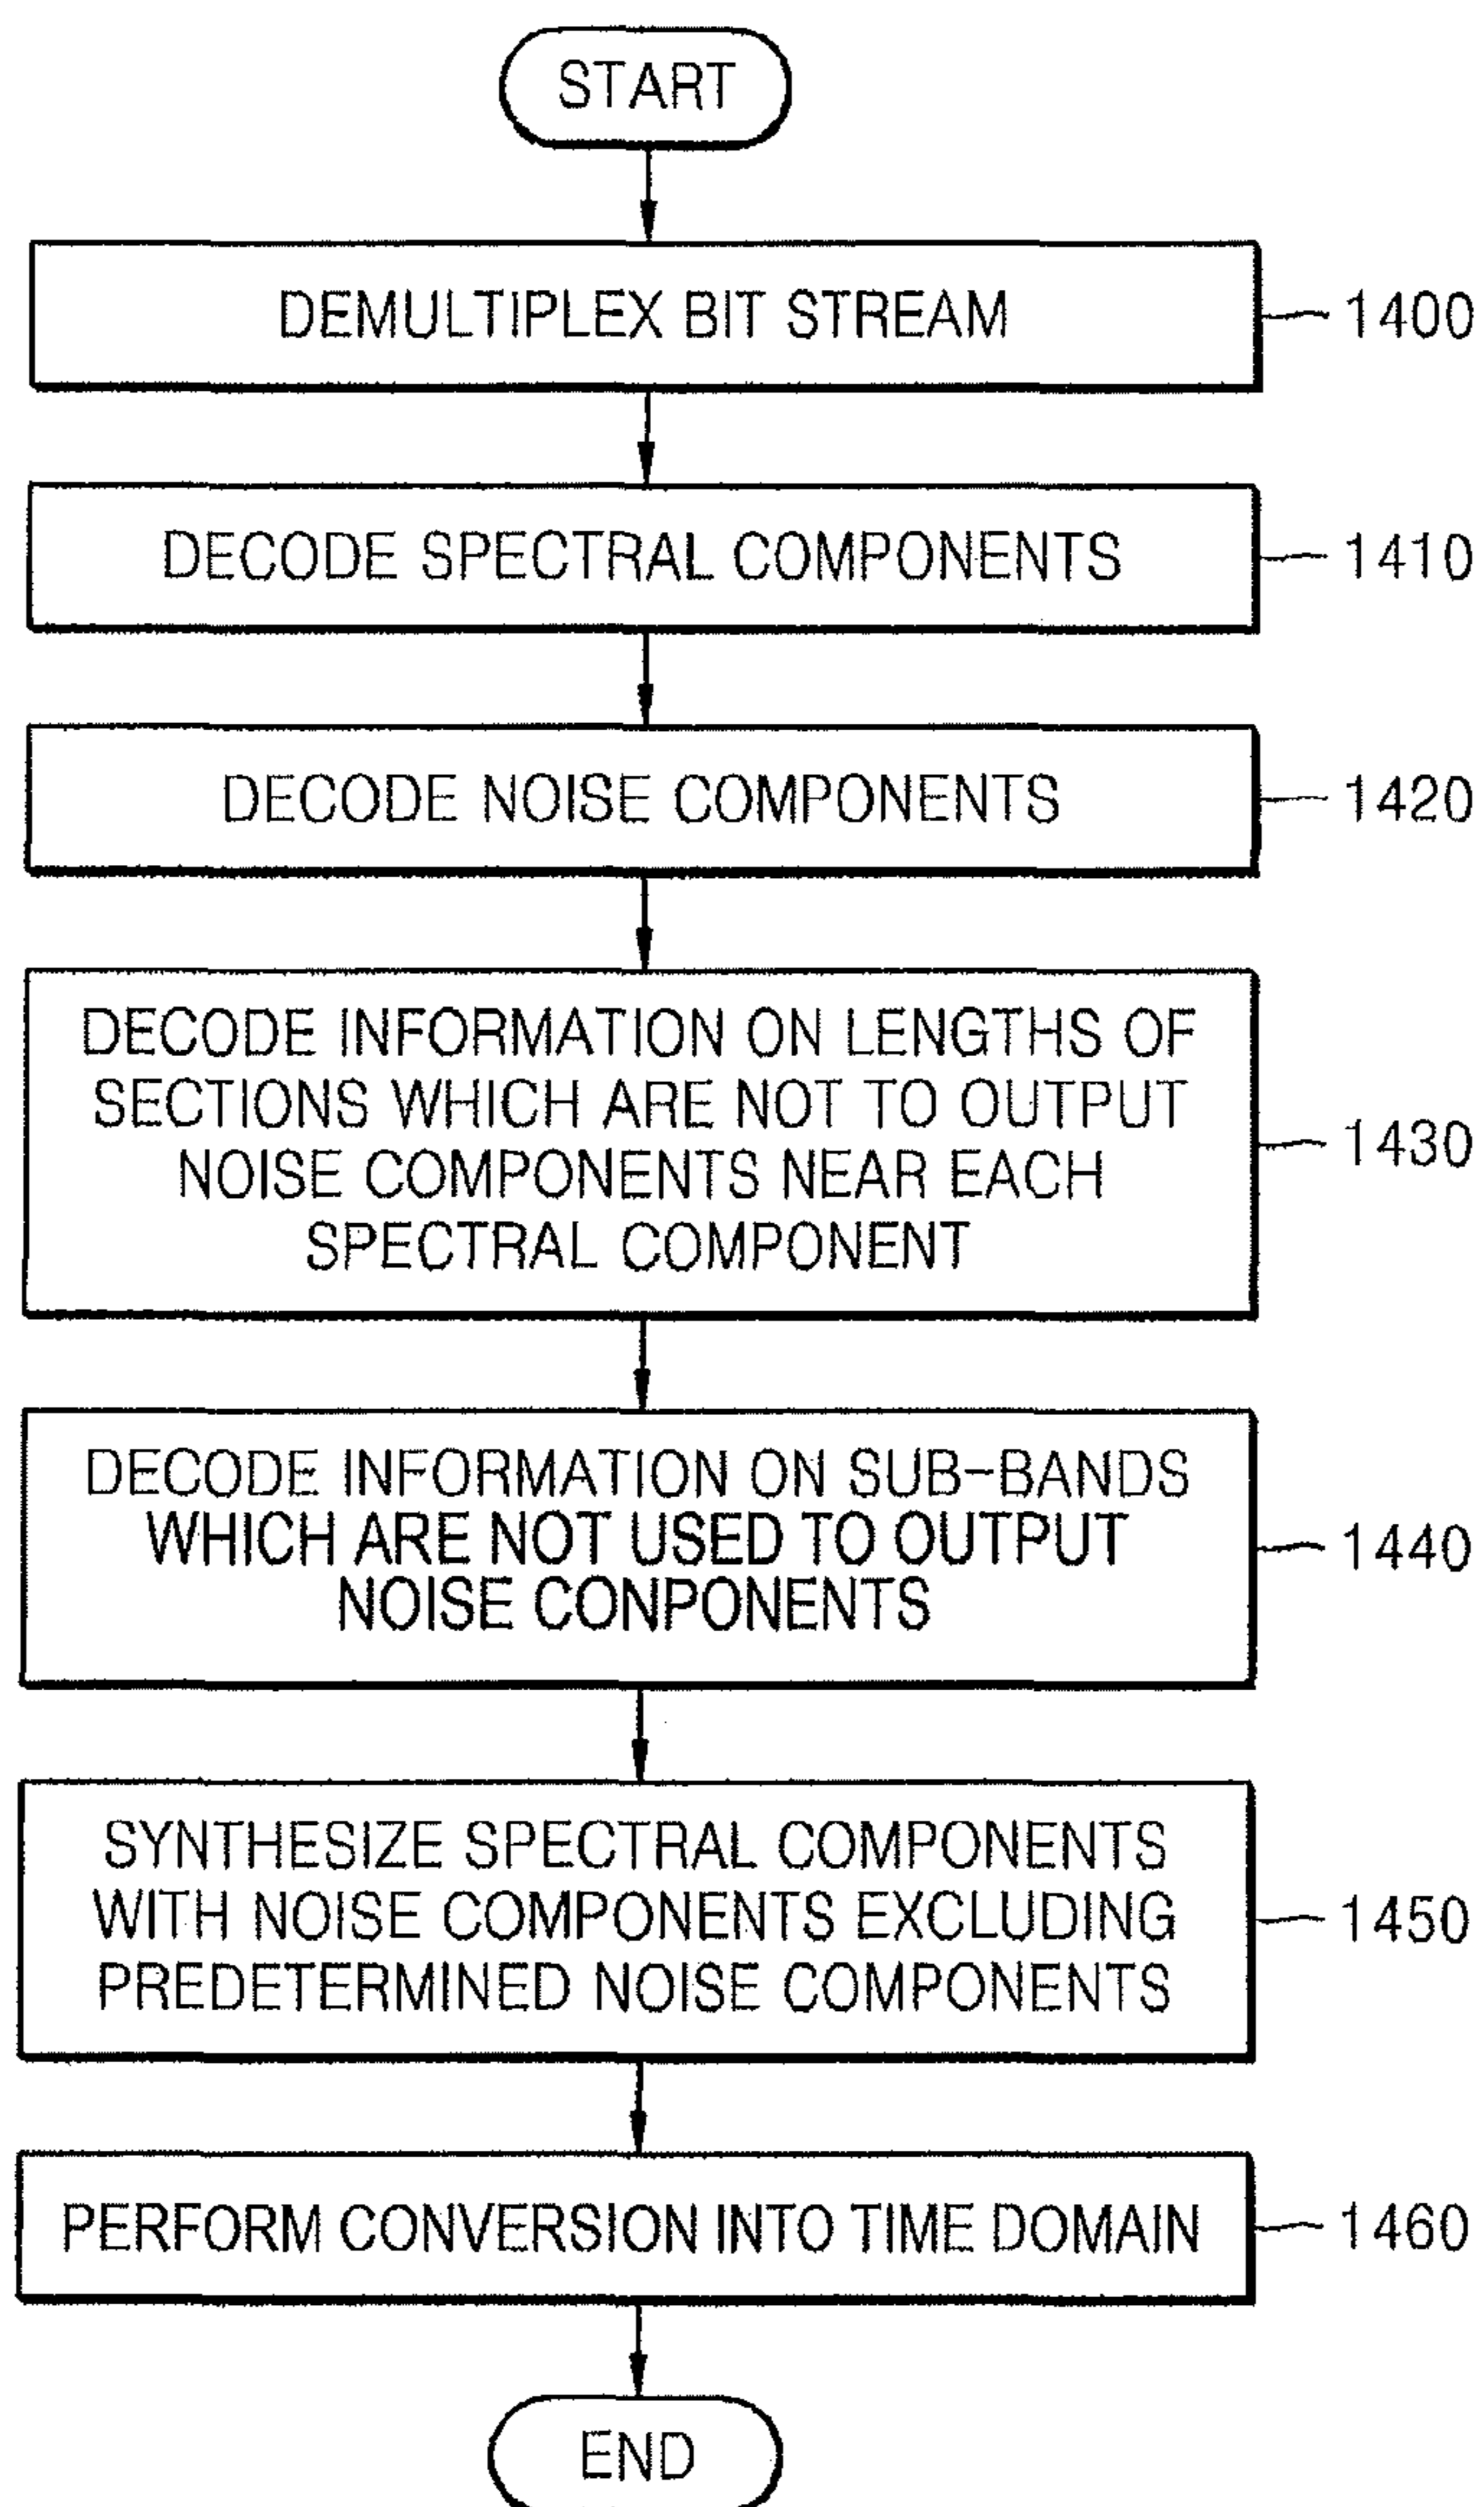 START
DEMULTIPLEX BIT STREAM
1400
DECODE SPECTRAL COMPONENTS
1410
DECODE NOISE COMPONENTS
1420
DECODE INFORMATION ON LENGTHS OF
SECTIONS WHICH ARE NOT TO OUTPUT
NOISE COMPONENTS NEAR EACH
SPECTRAL COMPONENT
1430
DECODE INFORMATION ON SUB-BANDS
WHICH ARE NOT USED TO OUTPUT
NOISE CONPONENTS
1440
SYNTHESIZE SPECTRAL COMPONENTS
WITH NOISE COMPONENTS EXCLUDING
PREDETERMINED NOISE COMPONENTS
1450
PERFORM CONVERSION INTO TIME DOMAIN
1460
END